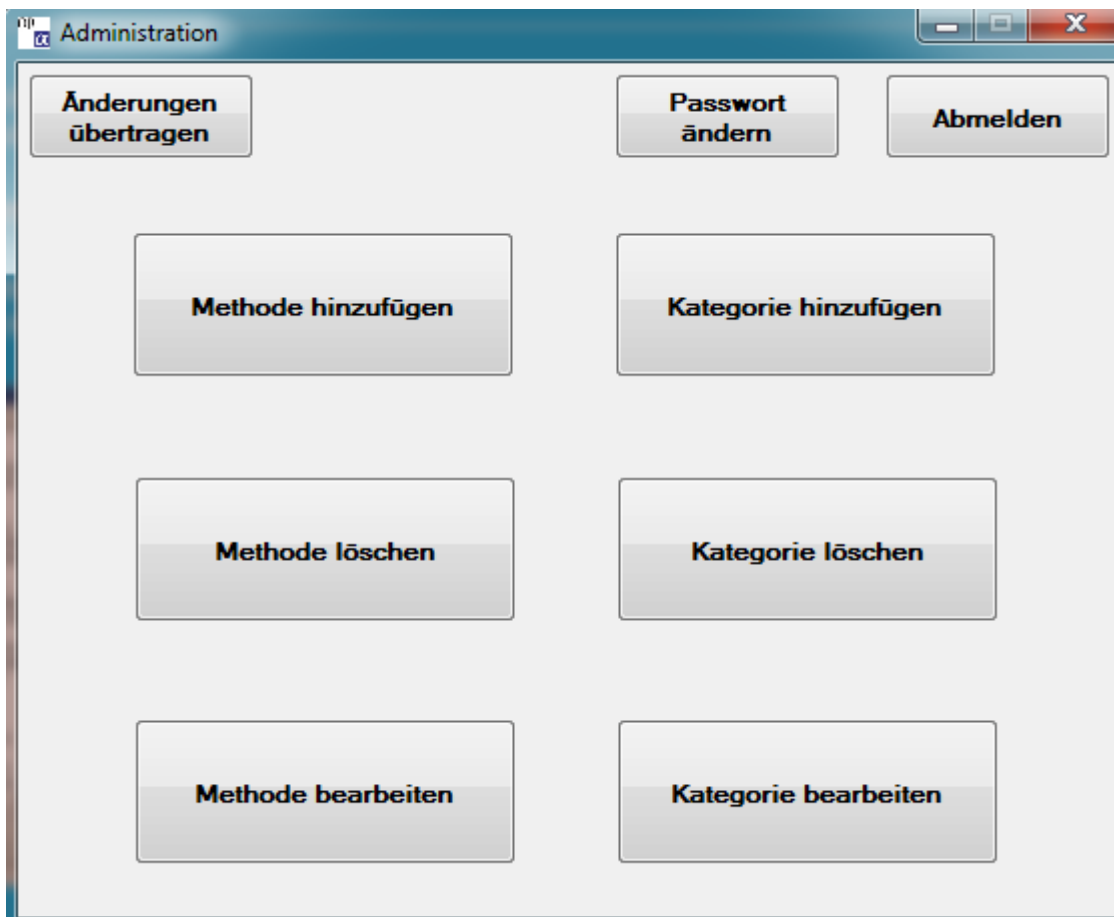 Administration
Änderungen
übertragen
Passwort
ändern
Abmelden
Methode hinzufügen
Kategorie hinzufügen
Methode löschen
Kategorie löschen
Methode bearbeiten
Kategorie bearbeiten